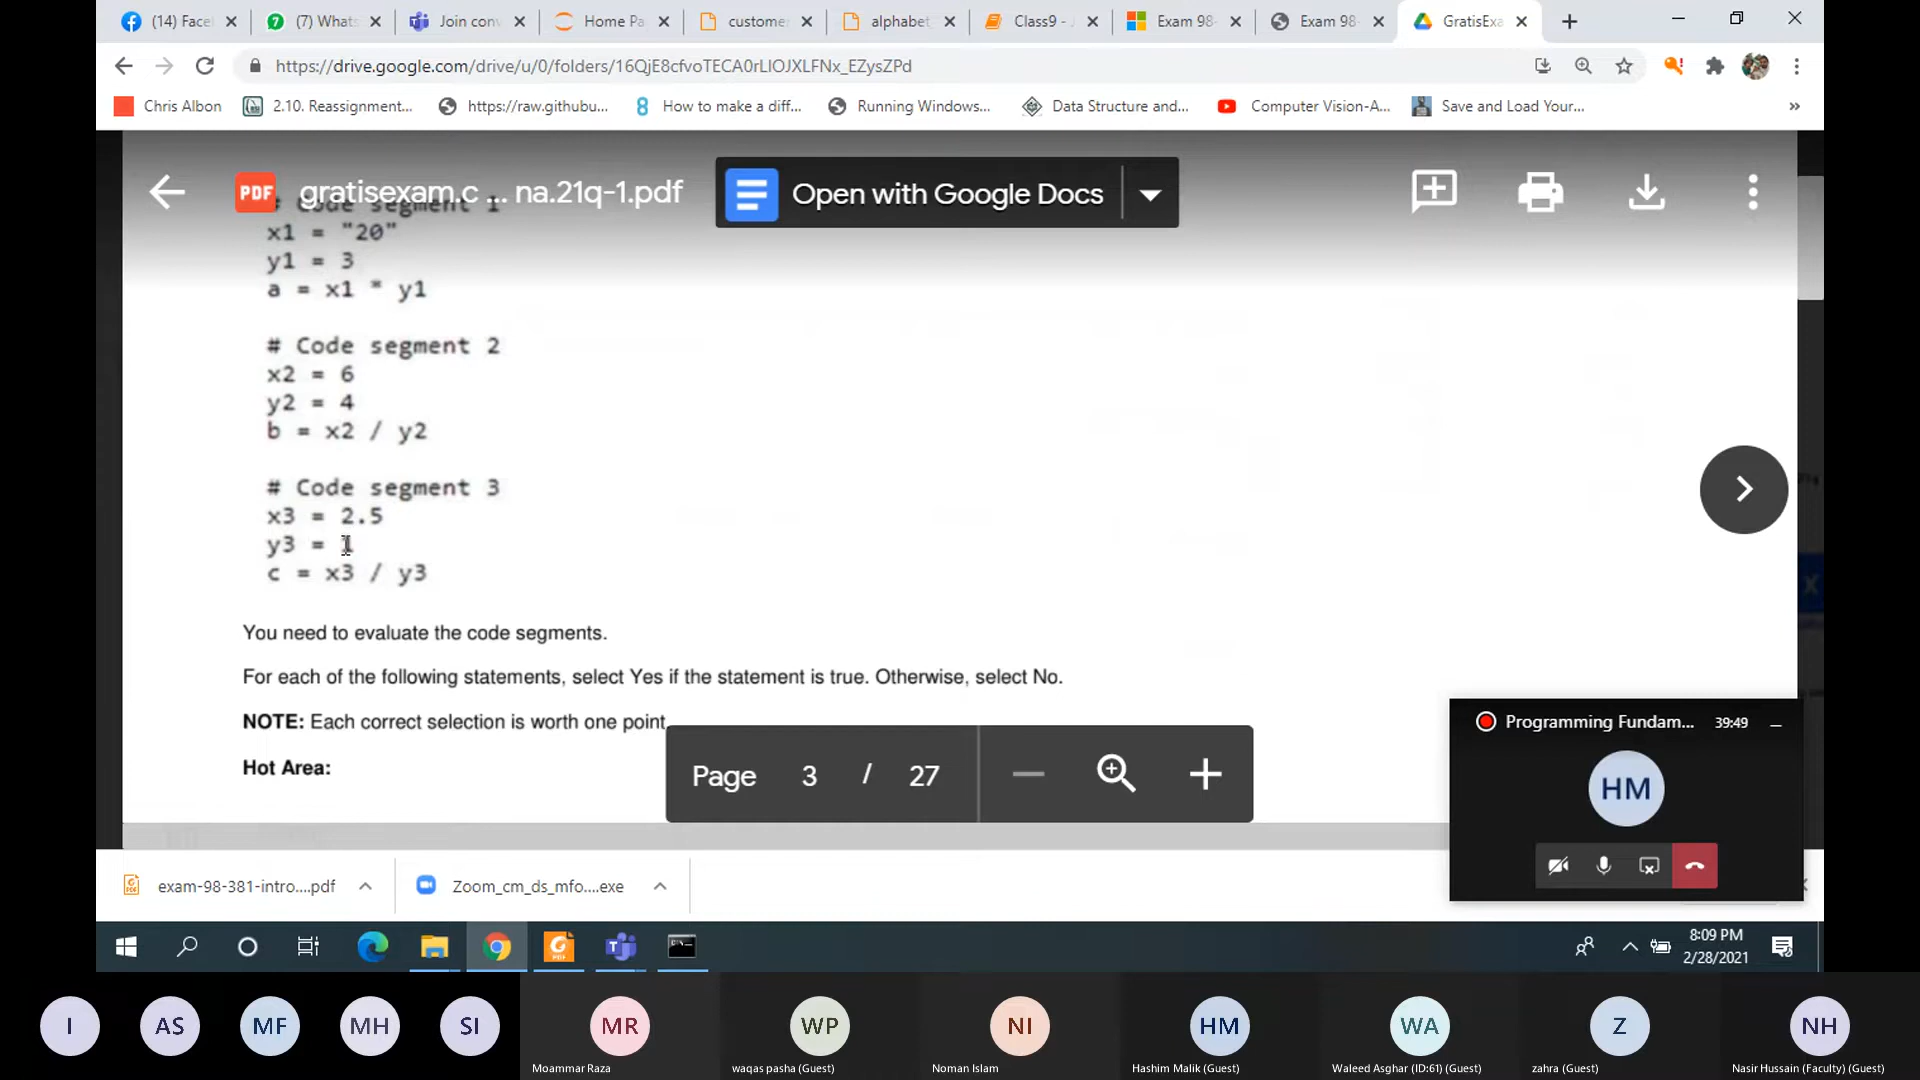 (14) Face
(7) Whats
Join con
Home Pa
custome
alphabet
Class9 -
Exam 98-
Exam 98-
GratisExa
https://drive.google.com/drive/u/0/folders/16QjE8cfvoTECA0rLIOJXLFNx_EZysZPd
Chris Albon
2.10. Reassignment...
https://raw.githubu...
How to make a diff...
Running Windows...
Data Structure and...
Computer Vision-A...
Save and Load Your...
»
PDF
gratisexam.c ... na.21q-1.pdf
Open with Google Docs
# Code segment 1
x1 = "20"
y1 = 3
a = x1 * y1
# Code segment 2
x2 = 6
y2 = 4
b = x2 / y2
# Code segment 3
x3 = 2.5
y3 = 1
c = x3 / y3
You need to evaluate the code segments.
For each of the following statements, select Yes if the statement is true. Otherwise, select No.
NOTE: Each correct selection is worth one point.
Hot Area:
Page 3 / 27
Programming Fundam... 39:49
HM
exam-98-381-intro....pdf
Zoom_cm_ds_mfo....exe
8:09 PM
2/28/2021
I
AS
MF
MH
SI
MR
WP
NI
HM
WA
Z
NH
Moammar Raza
waqas pasha (Guest)
Noman Islam
Hashim Malik (Guest)
Waleed Asghar (ID:61) (Guest)
zahra (Guest)
Nasir Hussain (Faculty) (Guest)